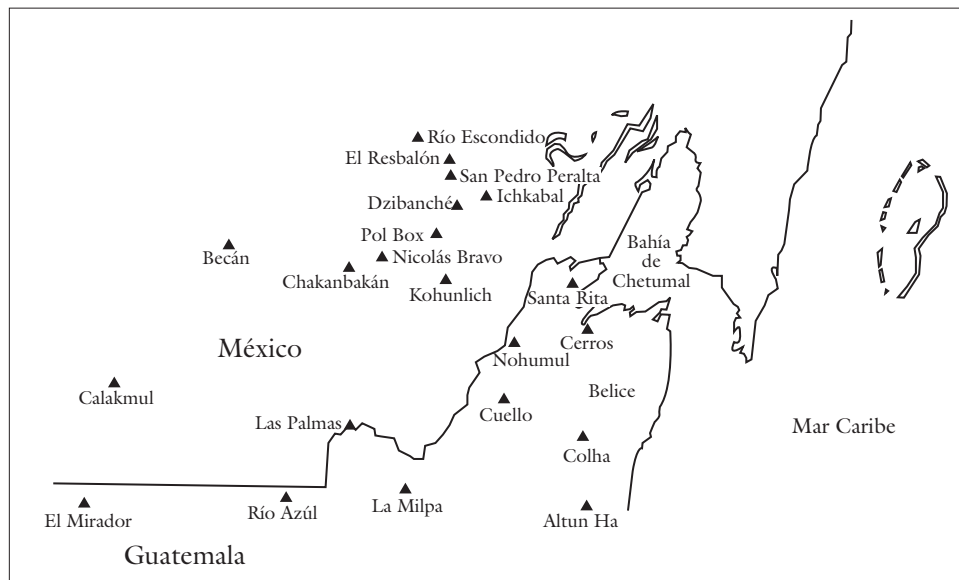 Río Escondido
El Resbalón
San Pedro Peralta
Ichkabal
Dzibanché
Pol Box
Nicolás Bravo
Becán
Chakanbakán
Kohunlich
Bahía
de
Chetumal
Santa Rita
Cerros
Nohumul
México
Calakmul
Belice
Cuello
Las Palmas
Mar Caribe
Colha
El Mirador
Río Azúl
La Milpa
Altun Ha
Guatemala